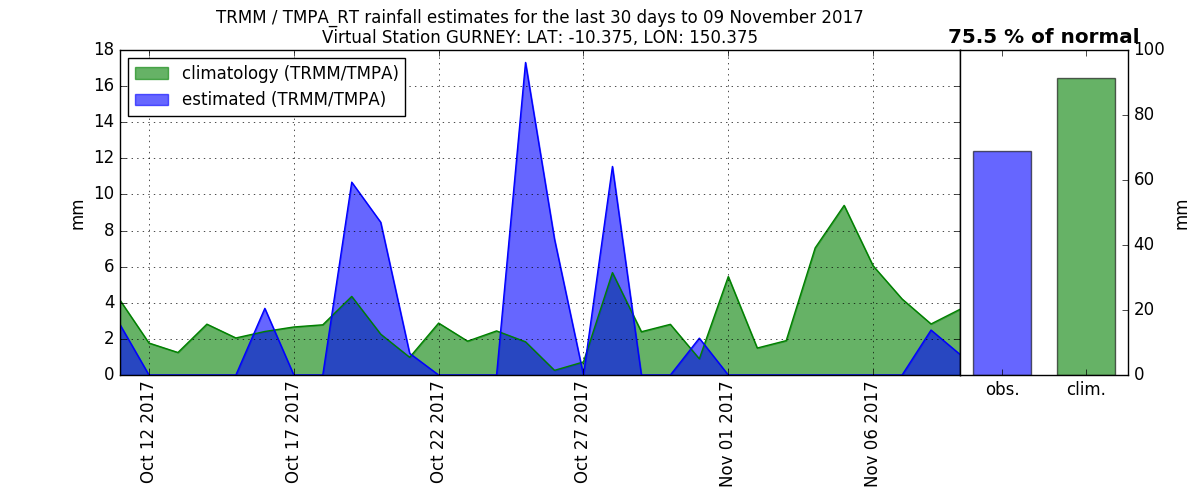 TRMM / TMPA_RT rainfall estimates for the last 30 days to 09 November 2017
Virtual Station GURNEY: LAT: -10.375, LON: 150.375
75.5 % of normal
climatology (TRMM/TMPA)
estimated (TRMM/TMPA)
18
16
14
12
10
8
6
4
2
0
mm
Oct 12 2017
Oct 17 2017
Oct 22 2017
Oct 27 2017
Nov 01 2017
Nov 06 2017
obs.
clim.
100
80
60
40
20
0
mm